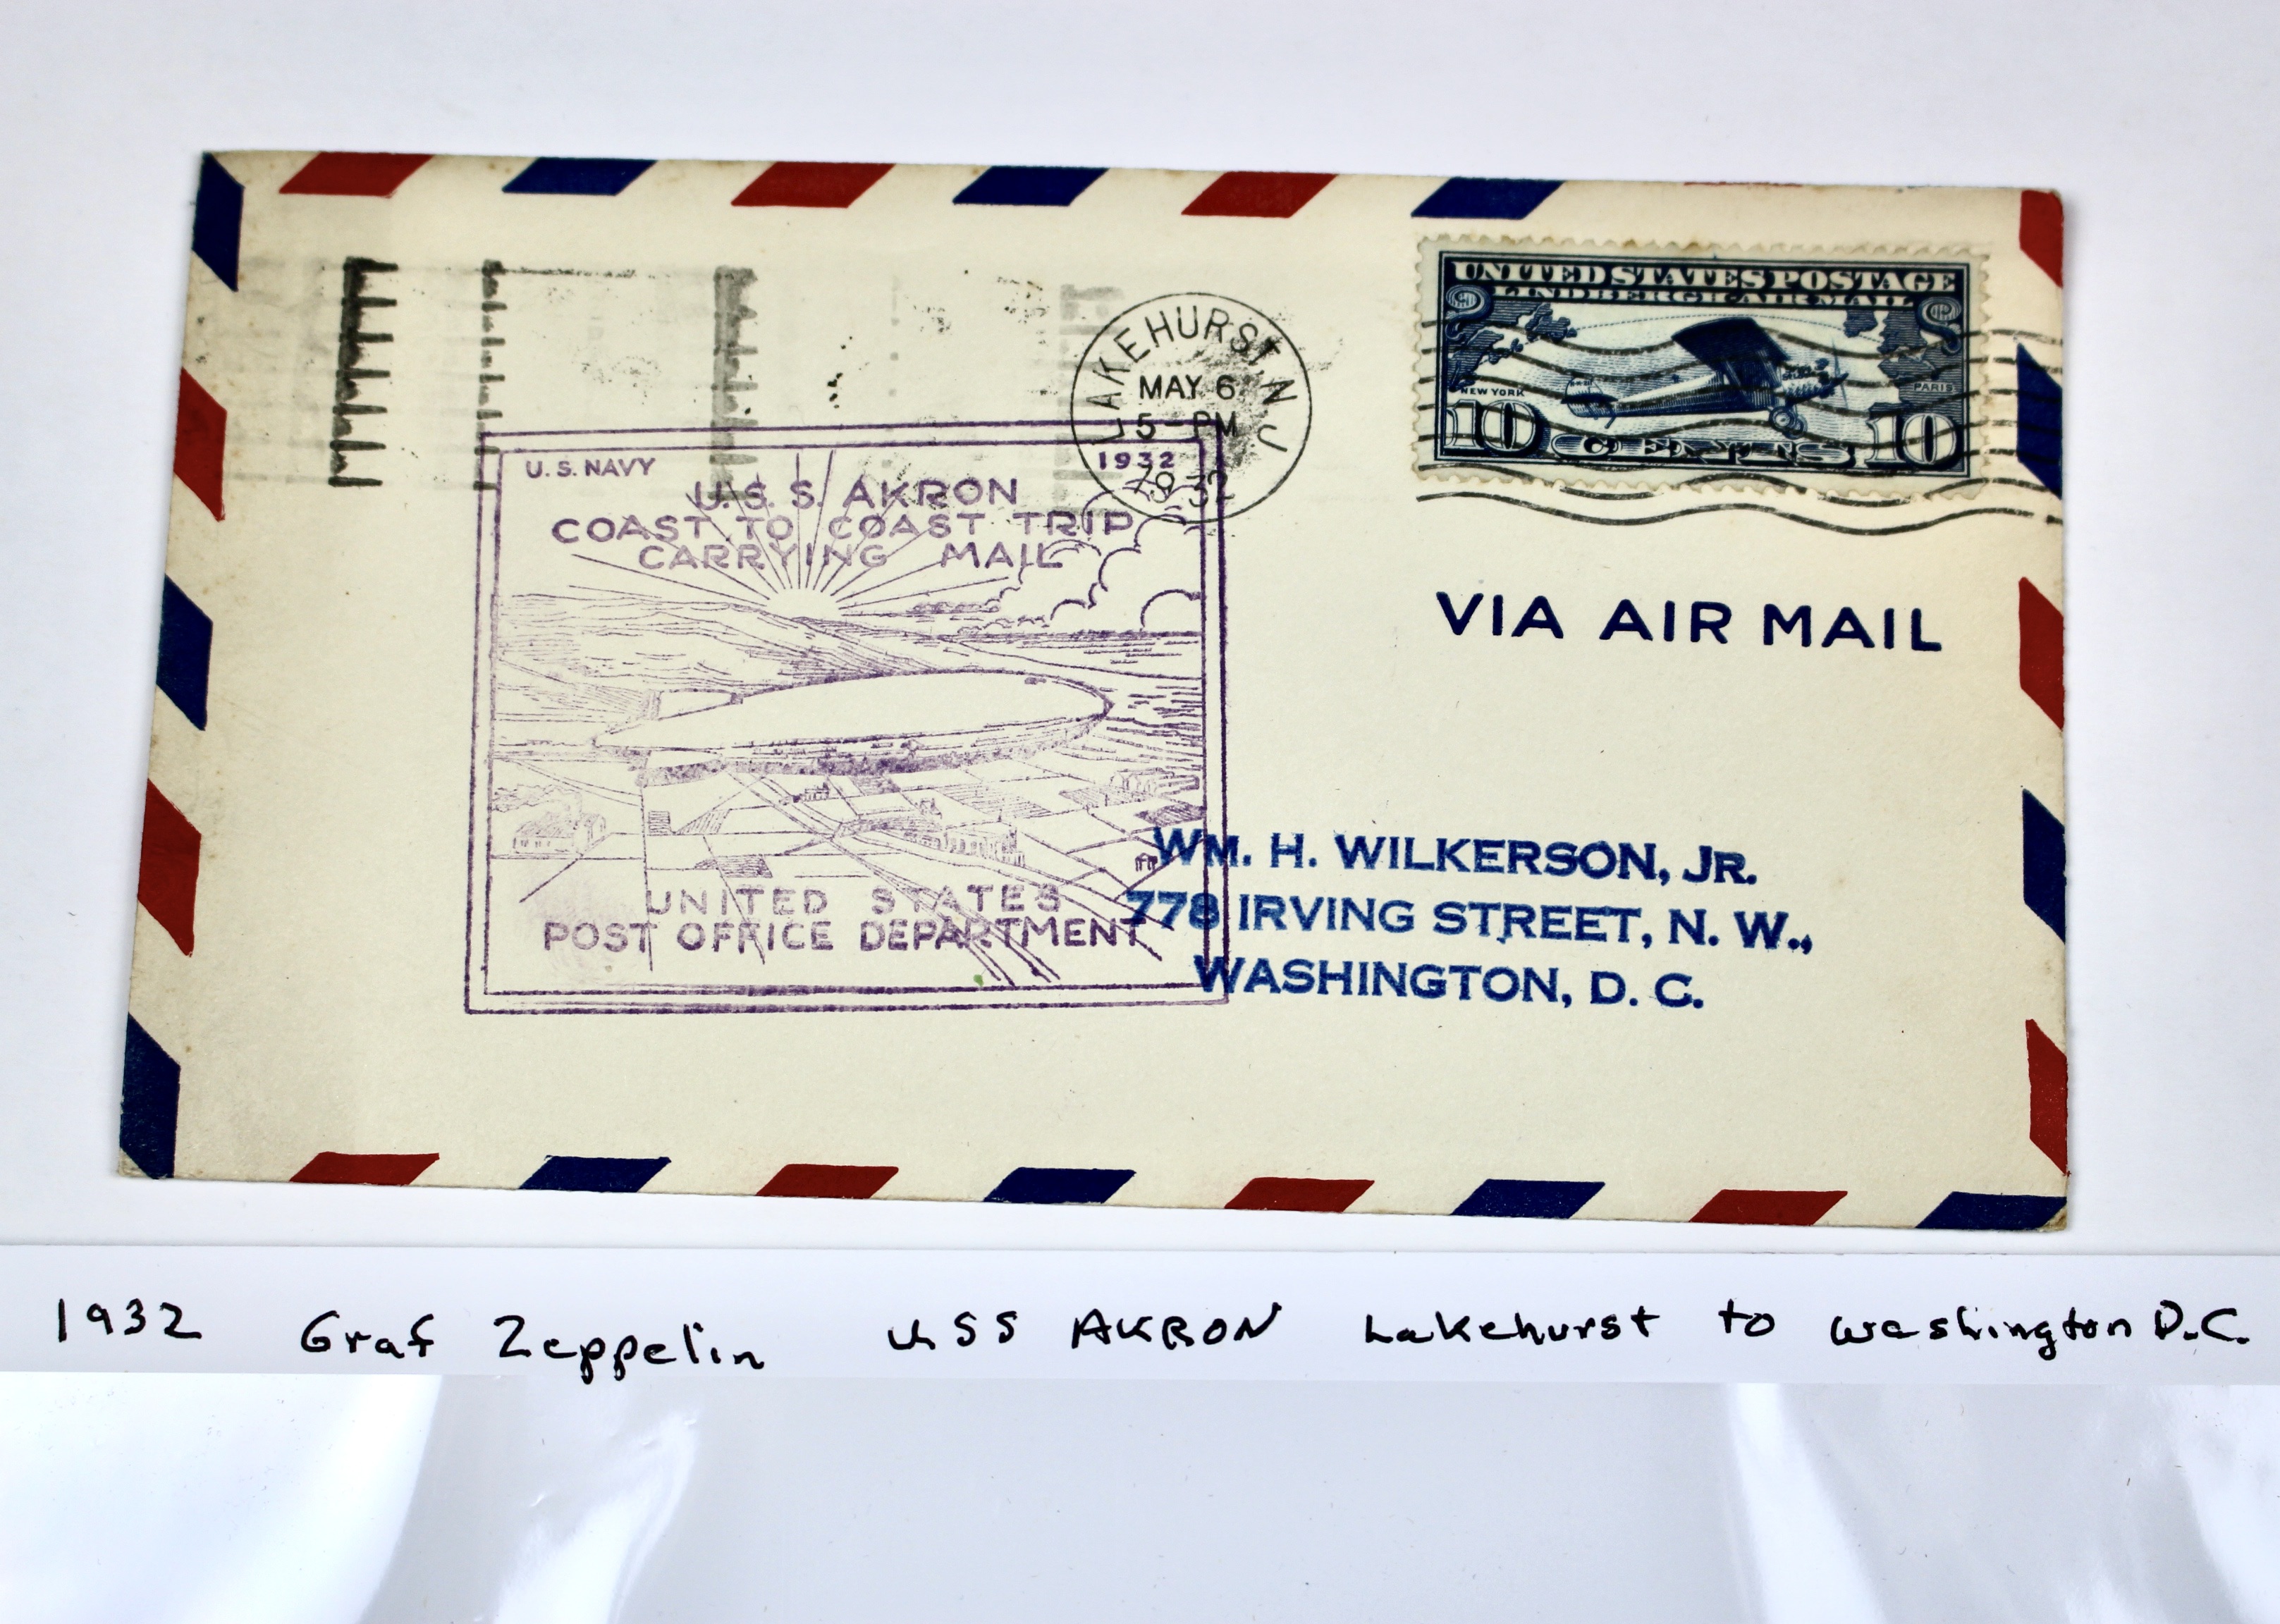 UNITED STATES POSTAGE
LINDBERGH AIR MAIL
NEW YORK
PARIS
10 CENTS 10
LAKEHURST, N.J.
MAY 6
5-PM
1932
U.S. NAVY
1932
U.S.S. AKRON
COAST TO COAST TRIP
CARRYING MAIL
UNITED STATES
POST OFFICE DEPARTMENT
VIA AIR MAIL
WM. H. WILKERSON, JR.
778 IRVING STREET, N. W.,
WASHINGTON, D. C.
1932 Graf Zeppelin USS AKRON Lakehurst to Washington D.C.